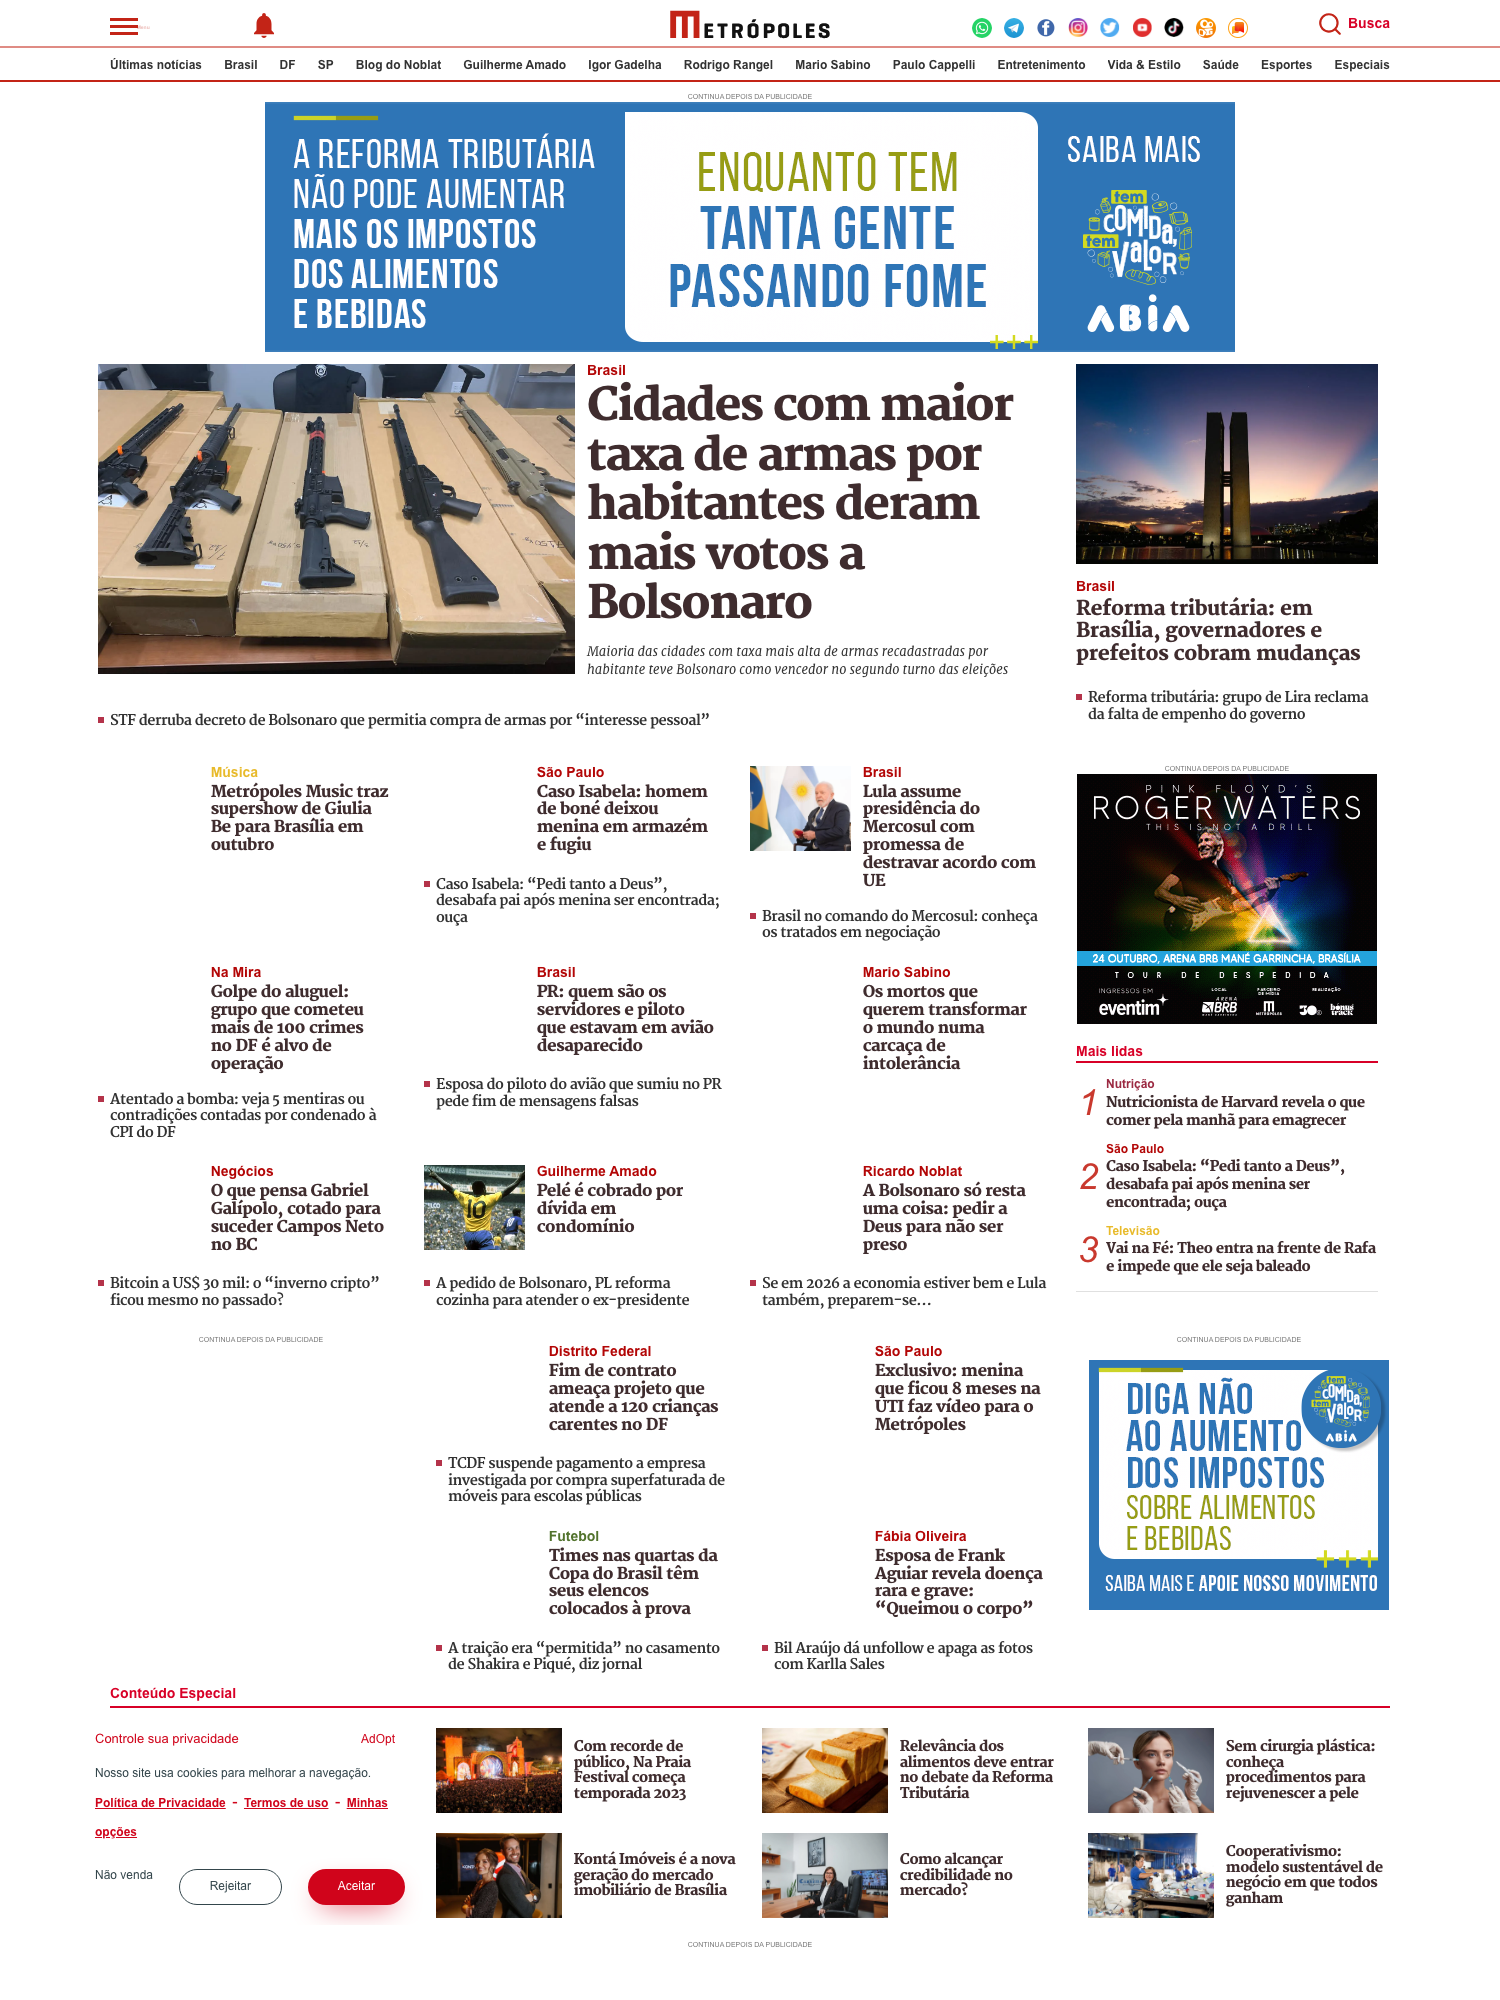 METRÓPOLES
Busca
Últimas notícias Brasil DF SP Blog do Noblat Guilherme Amado Igor Gadelha Rodrigo Rangel Mario Sabino Paulo Cappelli Entretenimento Vida & Estilo Saúde Esportes Especiais
CONTINUA DEPOIS DA PUBLICIDADE
A REFORMA TRIBUTÁRIA
NÃO PODE AUMENTAR
MAIS OS IMPOSTOS
DOS ALIMENTOS
E BEBIDAS
ENQUANTO TEM
TANTA GENTE
PASSANDO FOME
SAIBA MAIS
tem
COMIDA,
tem
VALOR
ABIA
Brasil
Cidades com maior
taxa de armas por
habitantes deram
mais votos a
Bolsonaro
Maioria das cidades com taxa mais alta de armas recadastradas por
habitante teve Bolsonaro como vencedor no segundo turno das eleições
STF derruba decreto de Bolsonaro que permitia compra de armas por “interesse pessoal”
Brasil
Reforma tributária: em
Brasília, governadores e
prefeitos cobram mudanças
Reforma tributária: grupo de Lira reclama
da falta de empenho do governo
Música
Metrópoles Music traz
supershow de Giulia
Be para Brasília em
outubro
São Paulo
Caso Isabela: homem
de boné deixou
menina em armazém
e fugiu
Caso Isabela: “Pedi tanto a Deus”,
desabafa pai após menina ser encontrada;
ouça
Brasil
Lula assume
presidência do
Mercosul com
promessa de
destravar acordo com
UE
Brasil no comando do Mercosul: conheça
os tratados em negociação
CONTINUA DEPOIS DA PUBLICIDADE
PINK FLOYD'S
ROGER WATERS
THIS IS NOT A DRILL
24 OUTUBRO, ARENA BRB MANÉ GARRINCHA, BRASÍLIA
TOUR DE DESPEDIDA
INGRESSOS EM
eventim
LOCAL
ARENA
BRB
PARCEIRO
DE MÍDIA
METRÓPOLES
REALIZAÇÃO
30e
bonus
track
Na Mira
Golpe do aluguel:
grupo que cometeu
mais de 100 crimes
no DF é alvo de
operação
Atentado a bomba: veja 5 mentiras ou
contradições contadas por condenado à
CPI do DF
Brasil
PR: quem são os
servidores e piloto
que estavam em avião
desaparecido
Esposa do piloto do avião que sumiu no PR
pede fim de mensagens falsas
Mario Sabino
Os mortos que
querem transformar
o mundo numa
carcaça de
intolerância
Mais lidas
1
Nutrição
Nutricionista de Harvard revela o que
comer pela manhã para emagrecer
2
São Paulo
Caso Isabela: “Pedi tanto a Deus”,
desabafa pai após menina ser
encontrada; ouça
3
Televisão
Vai na Fé: Theo entra na frente de Rafa
e impede que ele seja baleado
Negócios
O que pensa Gabriel
Galípolo, cotado para
suceder Campos Neto
no BC
Bitcoin a US$ 30 mil: o “inverno cripto”
ficou mesmo no passado?
10
Guilherme Amado
Pelé é cobrado por
dívida em
condomínio
A pedido de Bolsonaro, PL reforma
cozinha para atender o ex-presidente
Ricardo Noblat
A Bolsonaro só resta
uma coisa: pedir a
Deus para não ser
preso
Se em 2026 a economia estiver bem e Lula
também, preparem-se…
CONTINUA DEPOIS DA PUBLICIDADE
Distrito Federal
Fim de contrato
ameaça projeto que
atende a 120 crianças
carentes no DF
TCDF suspende pagamento a empresa
investigada por compra superfaturada de
móveis para escolas públicas
São Paulo
Exclusivo: menina
que ficou 8 meses na
UTI faz vídeo para o
Metrópoles
CONTINUA DEPOIS DA PUBLICIDADE
DIGA NÃO
AO AUMENTO
DOS IMPOSTOS
SOBRE ALIMENTOS
E BEBIDAS
tem
COMIDA,
tem
VALOR
ABIA
SAIBA MAIS E APOIE NOSSO MOVIMENTO
Futebol
Times nas quartas da
Copa do Brasil têm
seus elencos
colocados à prova
A traição era “permitida” no casamento
de Shakira e Piqué, diz jornal
Fábia Oliveira
Esposa de Frank
Aguiar revela doença
rara e grave:
“Queimou o corpo”
Bil Araújo dá unfollow e apaga as fotos
com Karlla Sales
Conteúdo Especial
Controle sua privacidade AdOpt
Nosso site usa cookies para melhorar a navegação.
Política de Privacidade - Termos de uso - Minhas
opções
Não venda Rejeitar Aceitar
Com recorde de
público, Na Praia
Festival começa
temporada 2023
Relevância dos
alimentos deve entrar
no debate da Reforma
Tributária
Sem cirurgia plástica:
conheça
procedimentos para
rejuvenescer a pele
Kontá Imóveis é a nova
geração do mercado
imobiliário de Brasília
Como alcançar
credibilidade no
mercado?
Cooperativismo:
modelo sustentável de
negócio em que todos
ganham
CONTINUA DEPOIS DA PUBLICIDADE